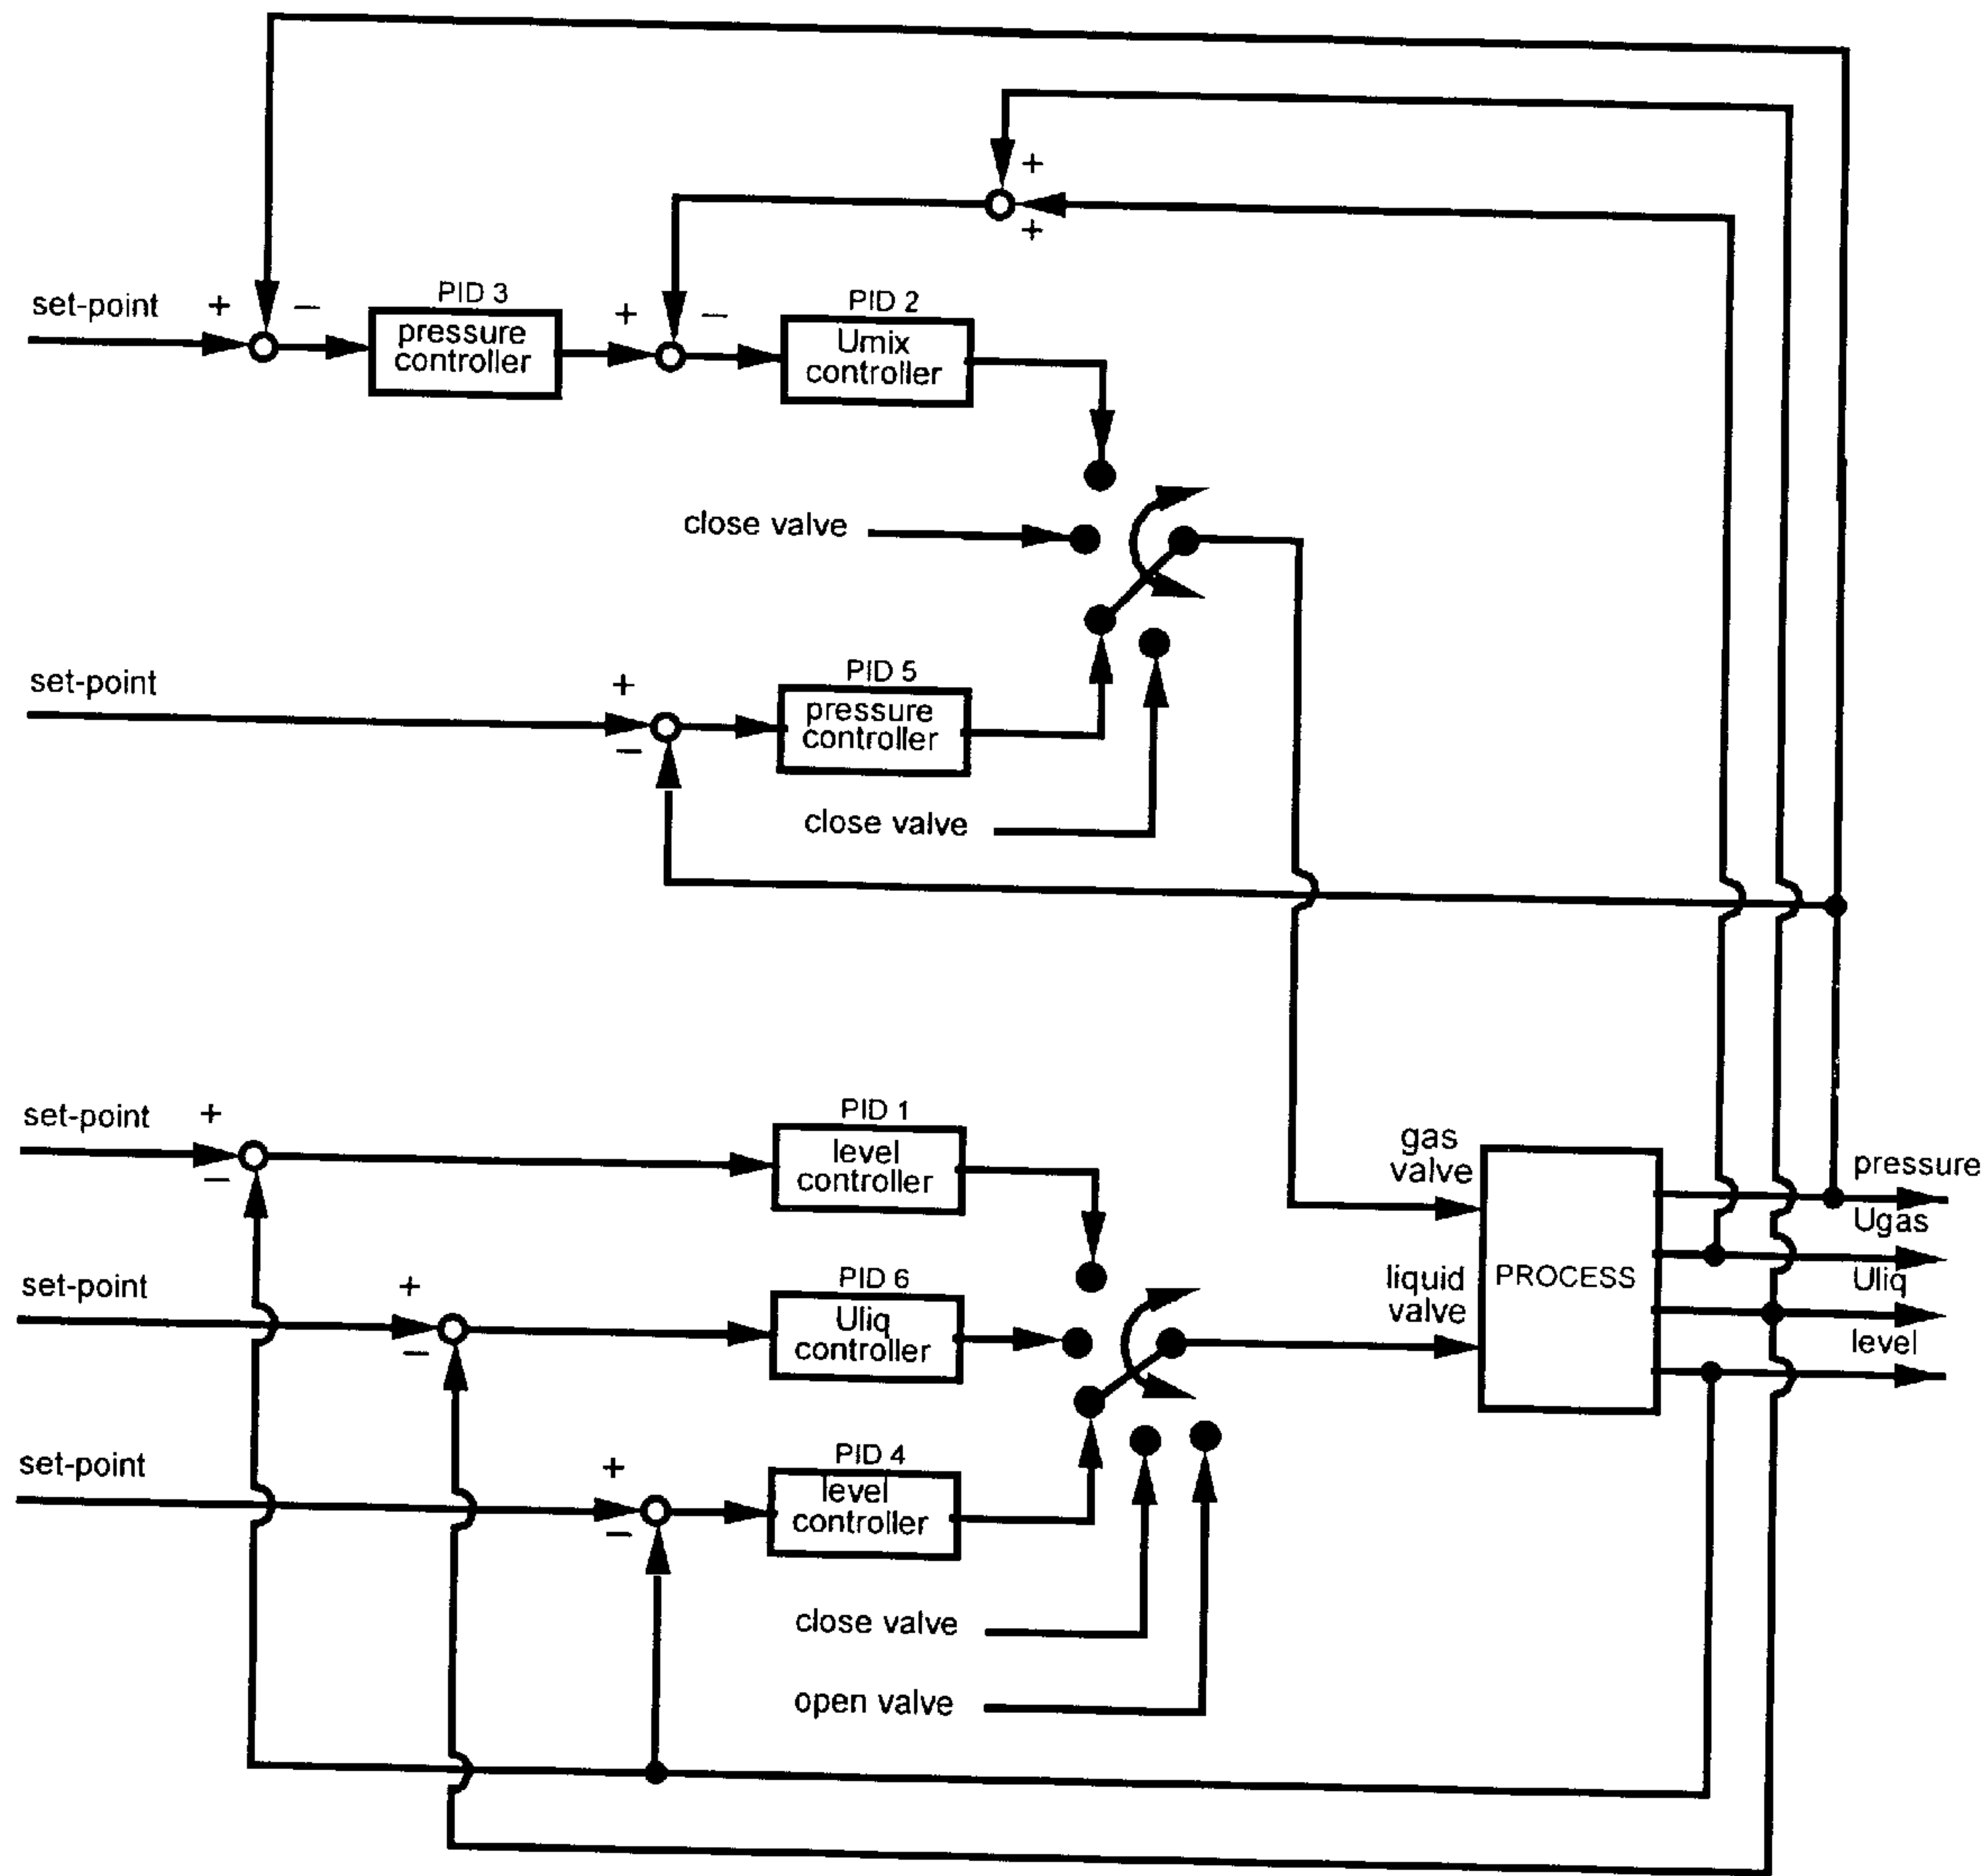 +
+
PID 3
set-point + −
pressure
controller
+ −
PID 2
Umix
controller
close valve
set-point
+
−
PID 5
pressure
controller
close valve
set-point +
−
PID 1
level
controller
gas
valve
pressure
Ugas
set-point
+
−
PID 6
Uliq
controller
liquid
valve
PROCESS
Uliq
level
set-point
+
−
PID 4
level
controller
close valve
open valve